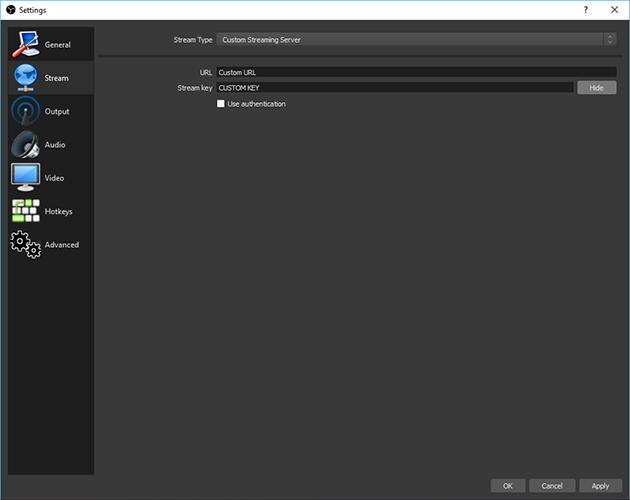 Settings
?
General
Stream
Output
Audio
Video
Hotkeys
Advanced
Stream Type Custom Streaming Server
URL Custom URL
Stream key CUSTOM KEY Hide
Use authentication
OK Cancel Apply